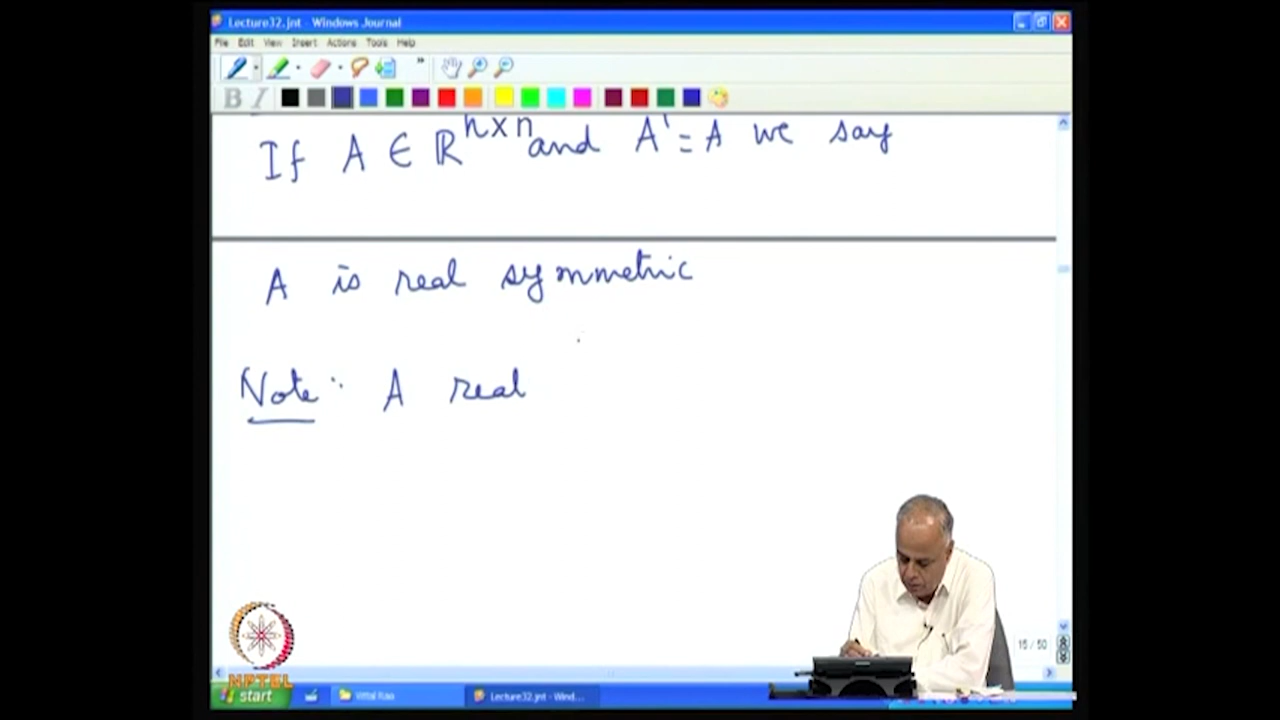 Lecture32.jnt - Windows Journal
File Edit View Insert Actions Tools Help
If A ∈ ℝⁿˣⁿ and A' = A we say
A is real symmetric
Note: A real
15 / 50
NPTEL
start Vittal Rao Lecture32.jnt - Wind...